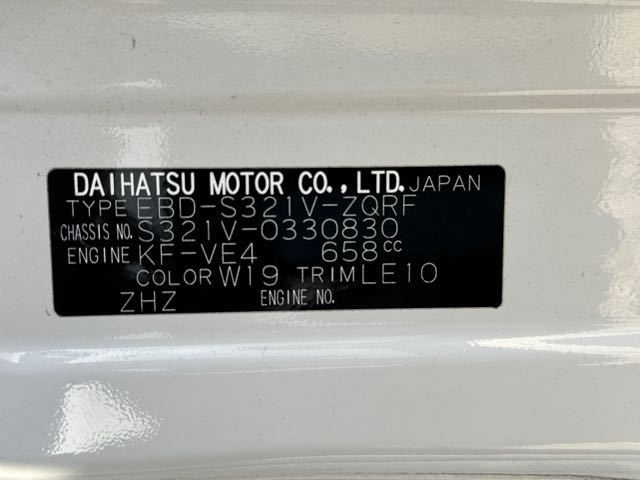 DAIHATSU MOTOR CO.,LTD. JAPAN
TYPE EBD-S321V-ZQRF
CHASSIS NO. S321V-0330830
ENGINE KF-VE4 658cc
COLOR W19 TRIM LE10
ZHZ ENGINE NO.